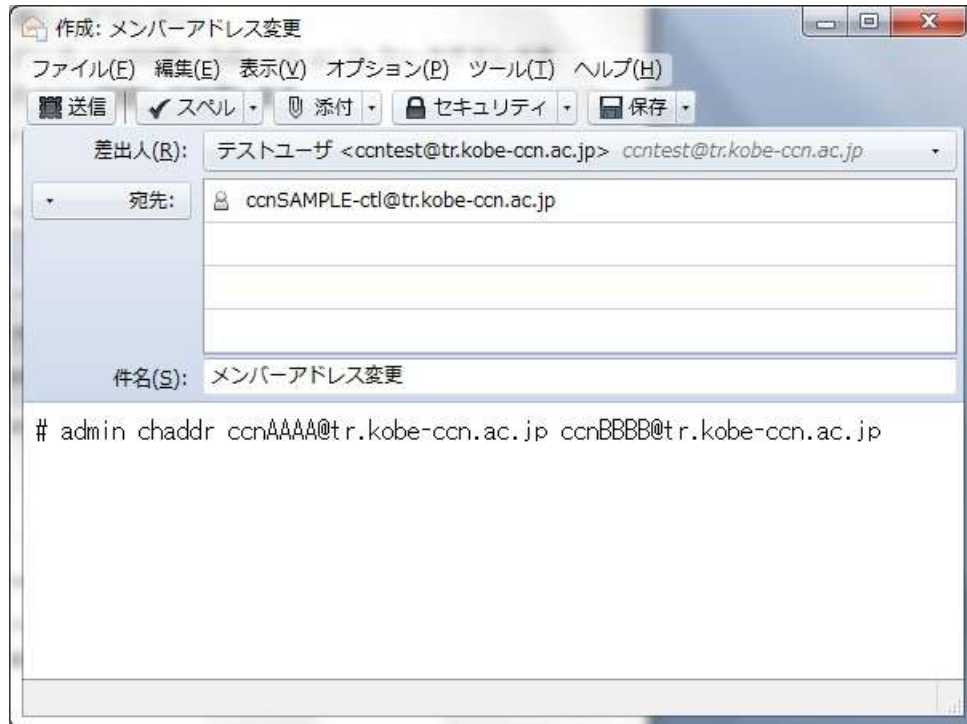 作成: メンバーアドレス変更
ファイル(F) 編集(E) 表示(V) オプション(P) ツール(T) ヘルプ(H)
送信 スペル 添付 セキュリティ 保存
差出人(R): テストユーザ <ccntest@tr.kobe-ccn.ac.jp> ccntest@tr.kobe-ccn.ac.jp
宛先: ccnSAMPLE-ctl@tr.kobe-ccn.ac.jp
件名(S): メンバーアドレス変更
# admin chaddr ccnAAAA@tr.kobe-ccn.ac.jp ccnBBBB@tr.kobe-ccn.ac.jp